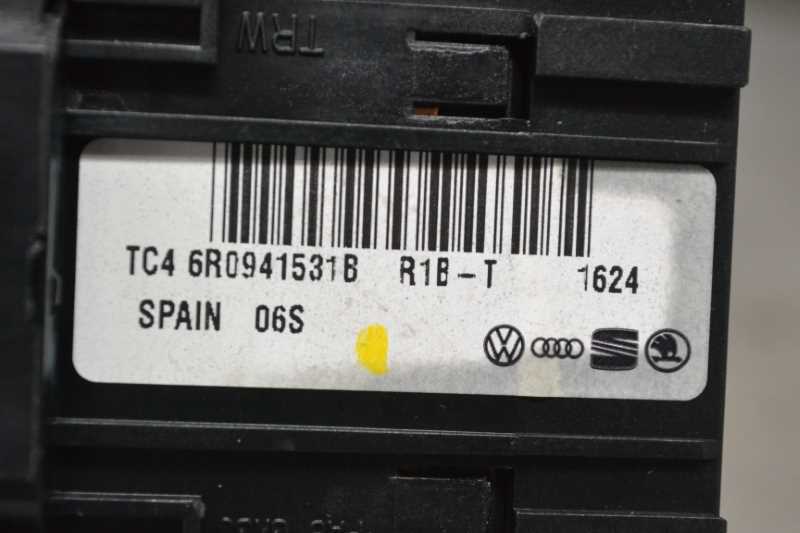 TRW
TC4 6R0941531B R1B-T 1624
SPAIN 06S